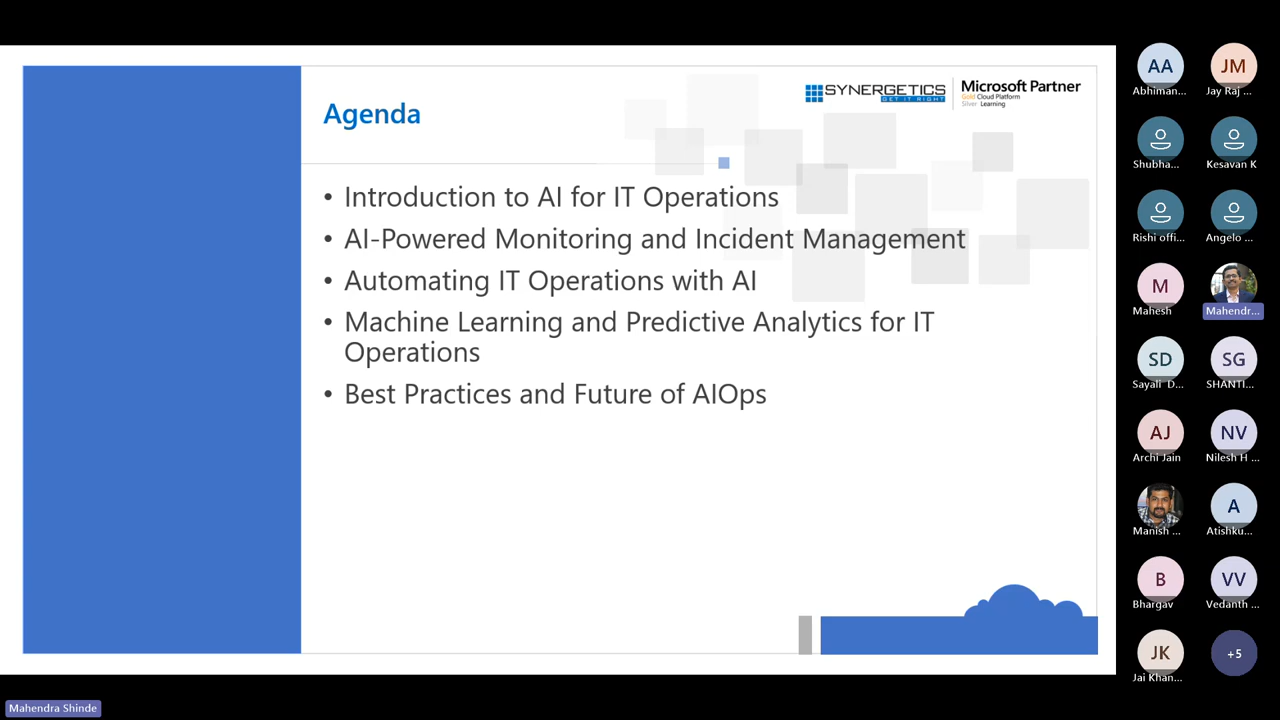 Agenda
SYNERGETICS
GET IT RIGHT
Microsoft Partner
Gold Cloud Platform
Silver Learning
• Introduction to AI for IT Operations
• AI-Powered Monitoring and Incident Management
• Automating IT Operations with AI
• Machine Learning and Predictive Analytics for IT
Operations
• Best Practices and Future of AIOps
AA
Abhiman...
JM
Jay Raj ...
Shubha...
Kesavan K
Rishi offi...
Angelo ...
M
Mahesh
Mahendr...
SD
Sayali D...
SG
SHANTI...
AJ
Archi Jain
NV
Nilesh H ...
Manish ...
A
Atishku...
B
Bhargav
VV
Vedanth ...
JK
Jai Khan...
+5
Mahendra Shinde